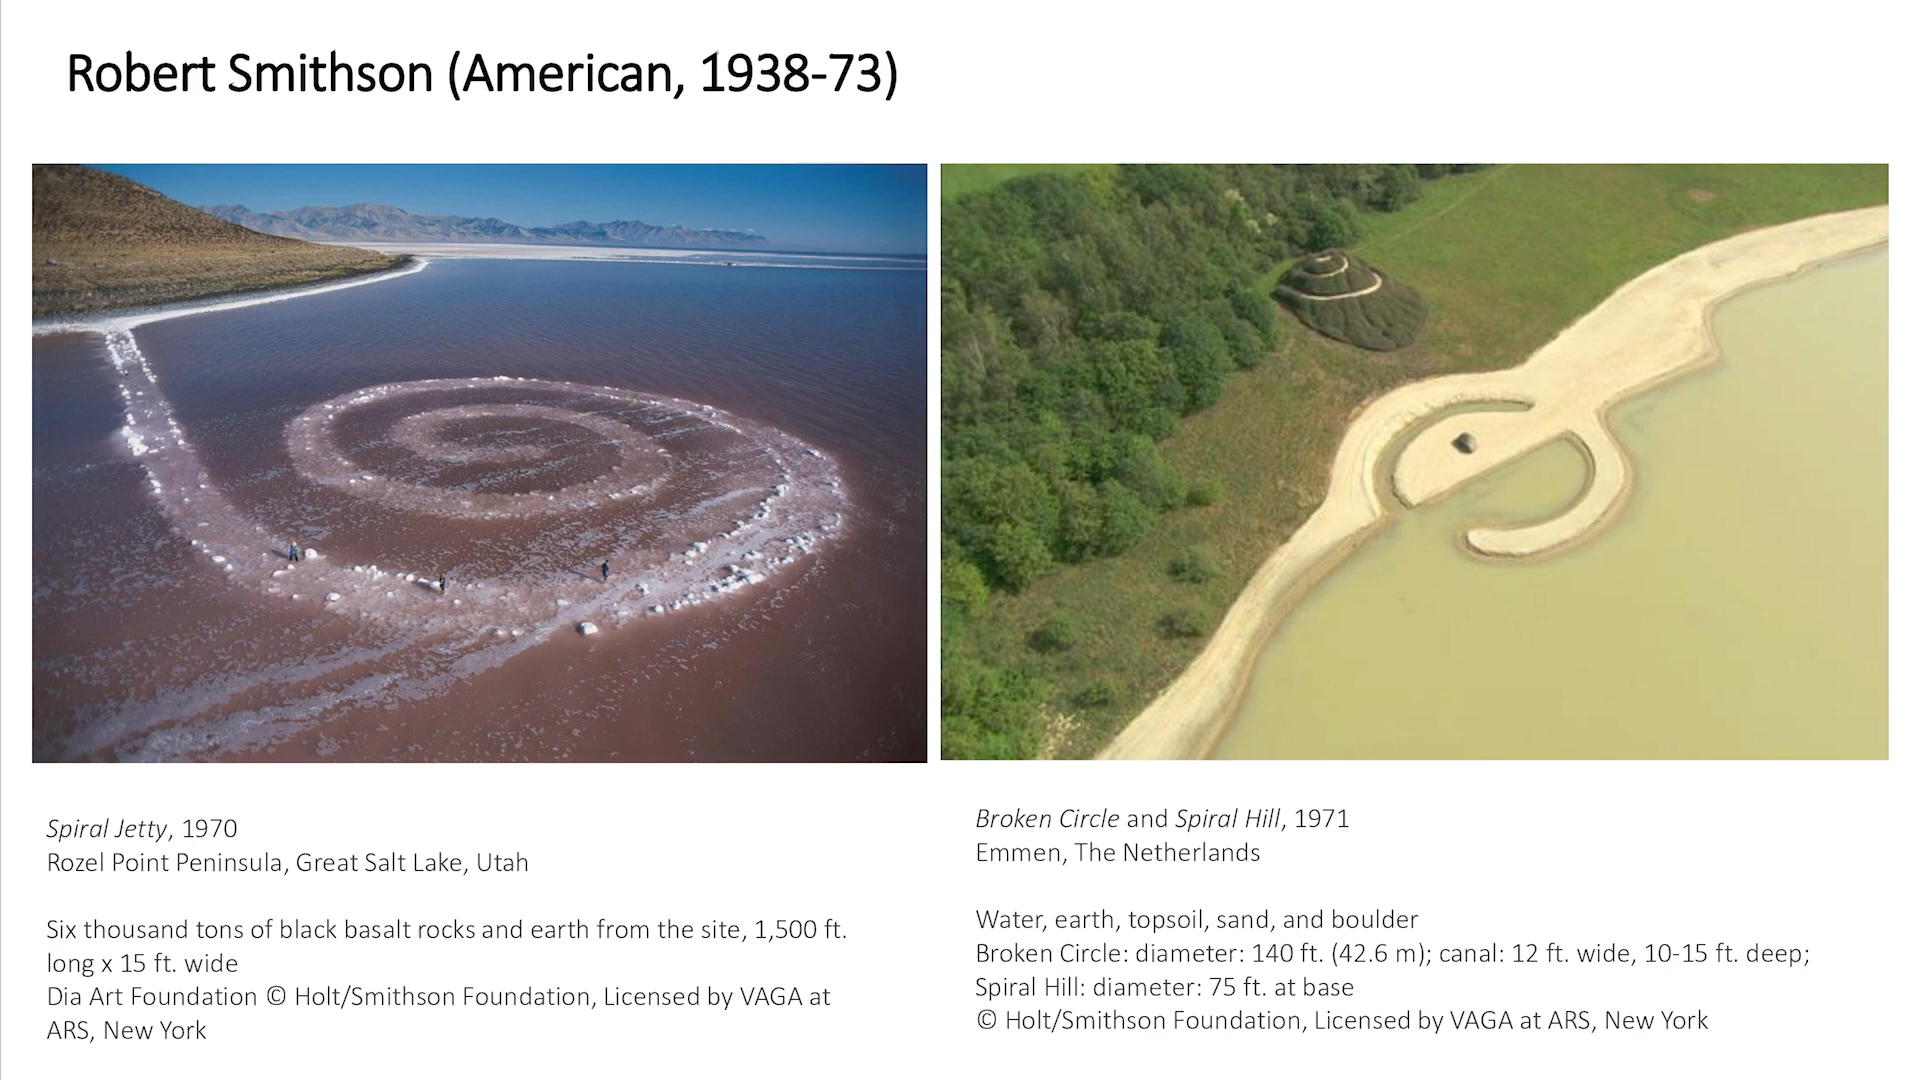 Robert Smithson (American, 1938-73)
Spiral Jetty, 1970
Rozel Point Peninsula, Great Salt Lake, Utah
Six thousand tons of black basalt rocks and earth from the site, 1,500 ft.
long x 15 ft. wide
Dia Art Foundation © Holt/Smithson Foundation, Licensed by VAGA at
ARS, New York
Broken Circle and Spiral Hill, 1971
Emmen, The Netherlands
Water, earth, topsoil, sand, and boulder
Broken Circle: diameter: 140 ft. (42.6 m); canal: 12 ft. wide, 10-15 ft. deep;
Spiral Hill: diameter: 75 ft. at base
© Holt/Smithson Foundation, Licensed by VAGA at ARS, New York